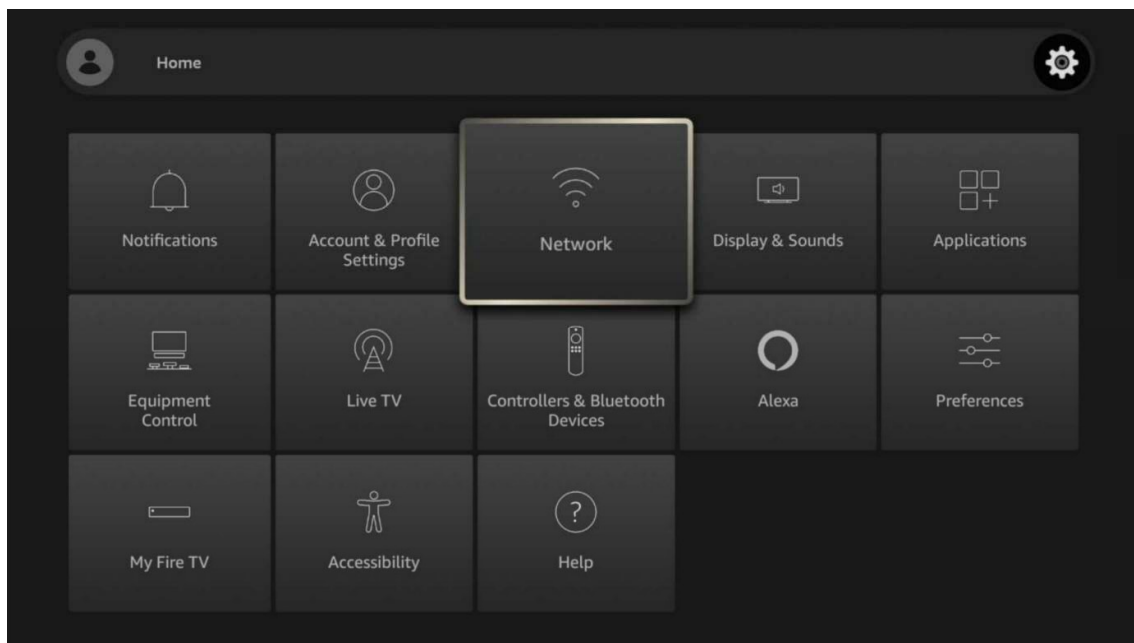 Home
Notifications
Account & Profile
Settings
Network
Display & Sounds
Applications
Equipment
Control
Live TV
Controllers & Bluetooth
Devices
Alexa
Preferences
My Fire TV
Accessibility
?
Help